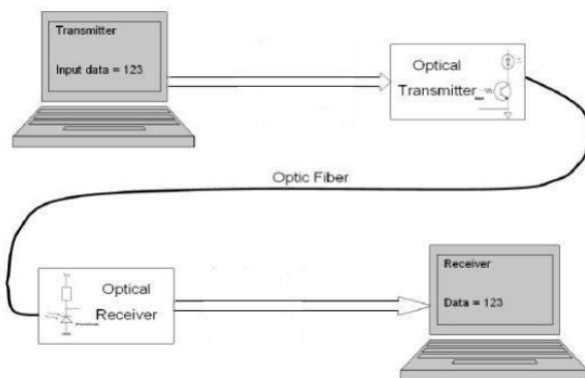 Transmitter
Input data = 123
Optical
Transmitter
Optic Fiber
Optical
Receiver
Receiver
Data = 123